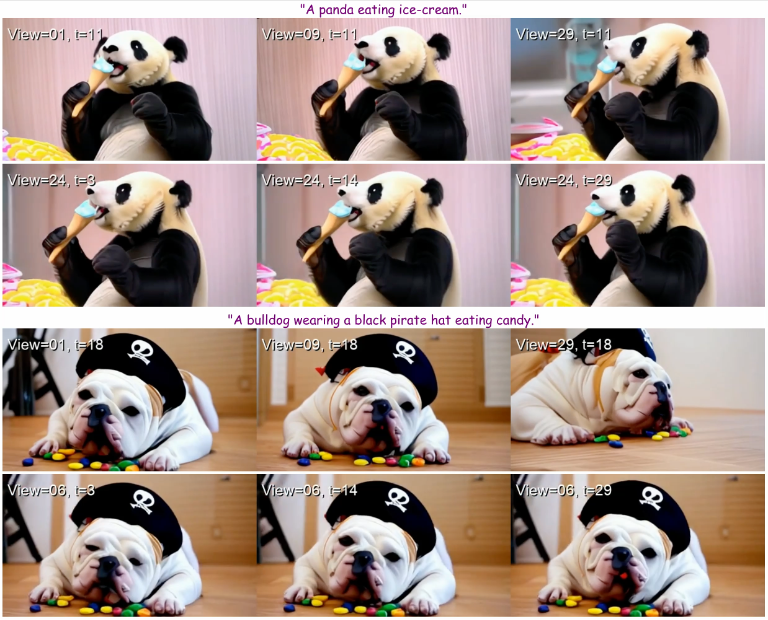 "A panda eating ice-cream."
View=01, t=11
View=09, t=11
View=29, t=11
View=24, t=3
View=24, t=14
View=24, t=29
"A bulldog wearing a black pirate hat eating candy."
View=01, t=18
View=09, t=18
View=29, t=18
View=06, t=3
View=06, t=14
View=06, t=29